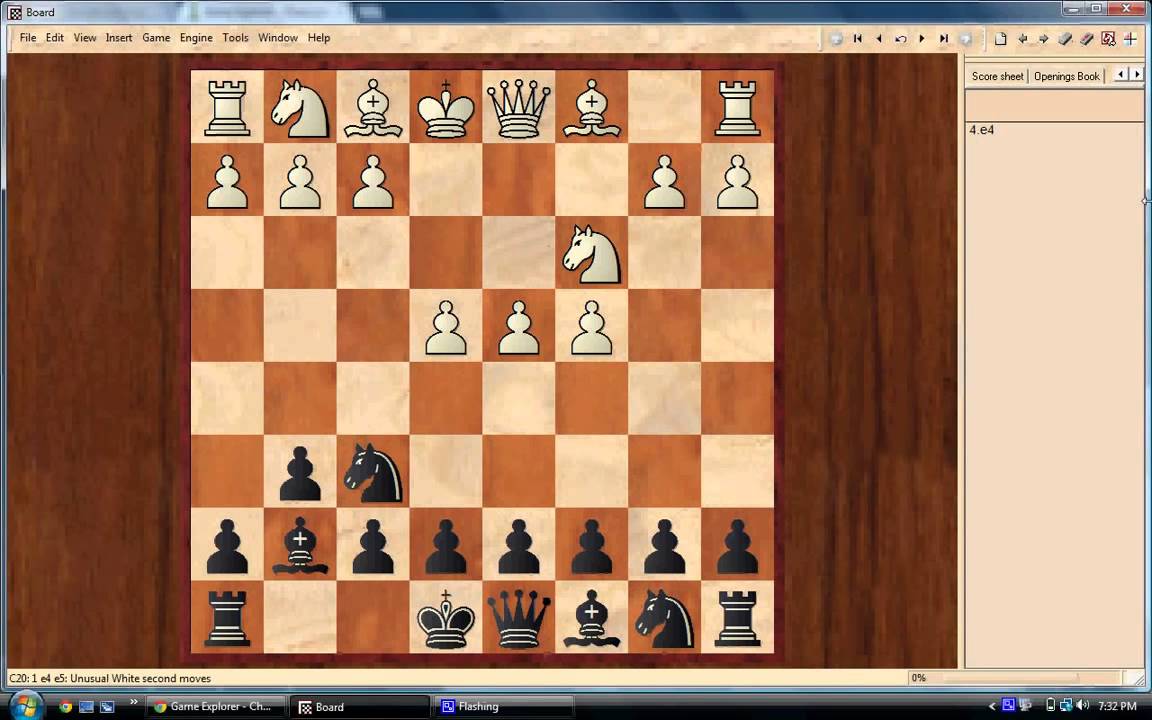 Board
File Edit View Insert Game Engine Tools Window Help
Score sheet Openings Book
4.e4
C20: 1 e4 e5: Unusual White second moves
0%
Game Explorer - Ch...
Board
Flashing
7:32 PM